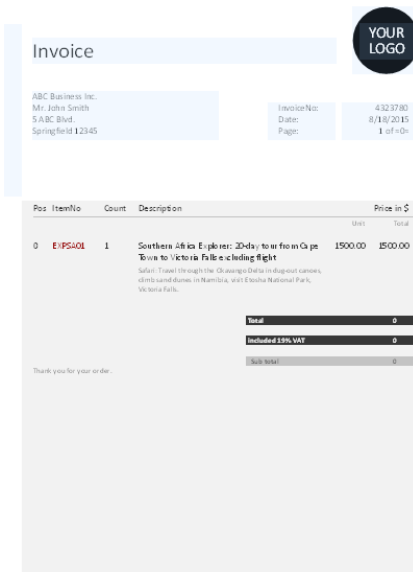 YOUR
LOGO
Invoice
ABC Business Inc.
Mr. John Smith
5 ABC Blvd.
Springfield 12345
InvoiceNo: 4323780
Date: 8/18/2015
Page: 1 of «0»
Pos ItemNo Count Description Price in $
Unit Total
0 EXPSA01 1 Southern Africa Explorer: 20-day tour from Cape 1500.00 1500.00
Town to Victoria Falls excluding flight
Safari. Travel through the Okavango Delta in dug-out canoes,
climb sand dunes in Namibia, visit Etosha National Park,
Victoria Falls.
Total 0
Included 19% VAT 0
Sub total 0
Thank you for your order.